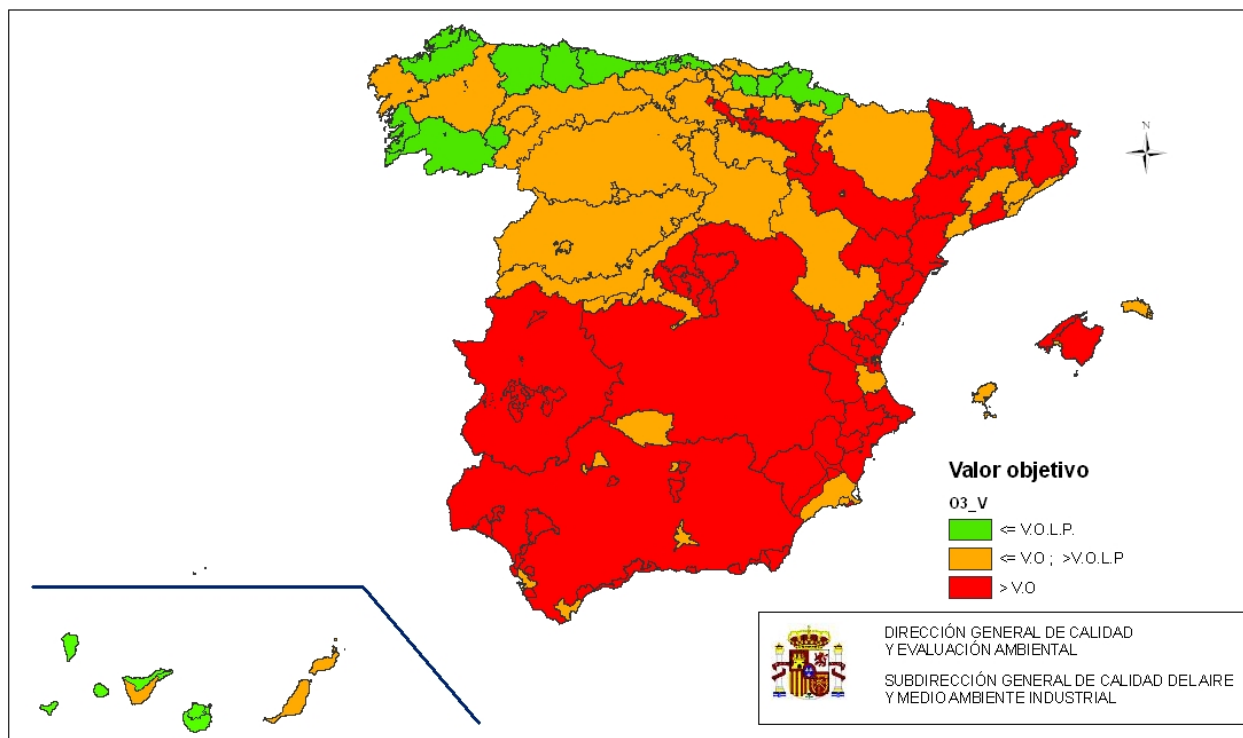 N
Valor objetivo
O3_V
<= V.O.L.P.
<= V.O ; >V.O.L.P
> V.O
DIRECCIÓN GENERAL DE CALIDAD
Y EVALUACIÓN AMBIENTAL
SUBDIRECCIÓN GENERAL DE CALIDAD DEL AIRE
Y MEDIO AMBIENTE INDUSTRIAL